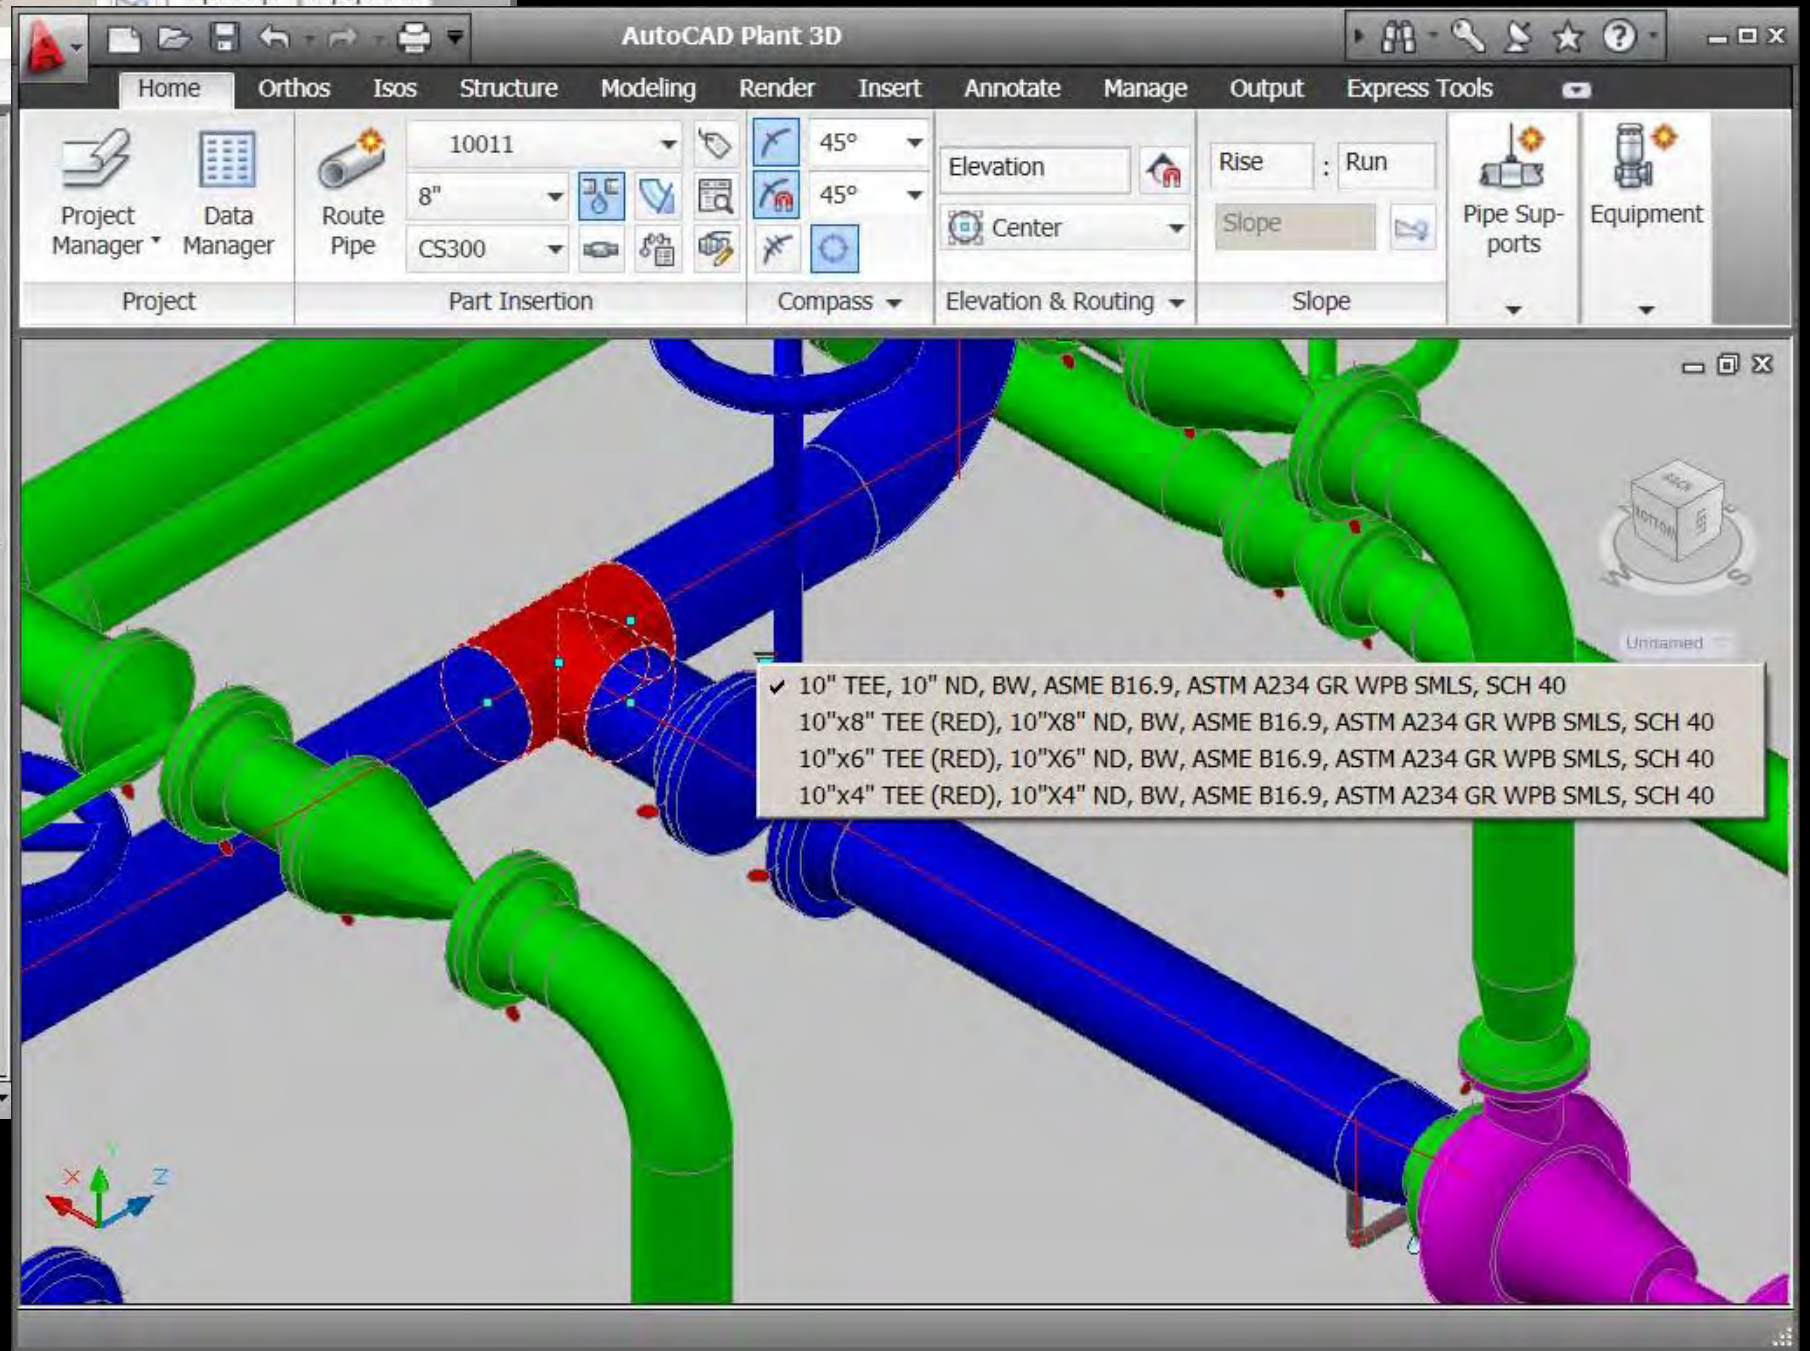 AutoCAD Plant 3D
Home Orthos Isos Structure Modeling Render Insert Annotate Manage Output Express Tools
Project Manager
Data Manager
Route Pipe
10011
8"
CS300
45°
45°
Elevation
Center
Rise : Run
Slope
Pipe Sup-
ports
Equipment
Project
Part Insertion
Compass
Elevation & Routing
Slope
BACK
BOTTOM
LEFT
W
S
Unnamed
10" TEE, 10" ND, BW, ASME B16.9, ASTM A234 GR WPB SMLS, SCH 40
10"x8" TEE (RED), 10"X8" ND, BW, ASME B16.9, ASTM A234 GR WPB SMLS, SCH 40
10"x6" TEE (RED), 10"X6" ND, BW, ASME B16.9, ASTM A234 GR WPB SMLS, SCH 40
10"x4" TEE (RED), 10"X4" ND, BW, ASME B16.9, ASTM A234 GR WPB SMLS, SCH 40
Y
X Z